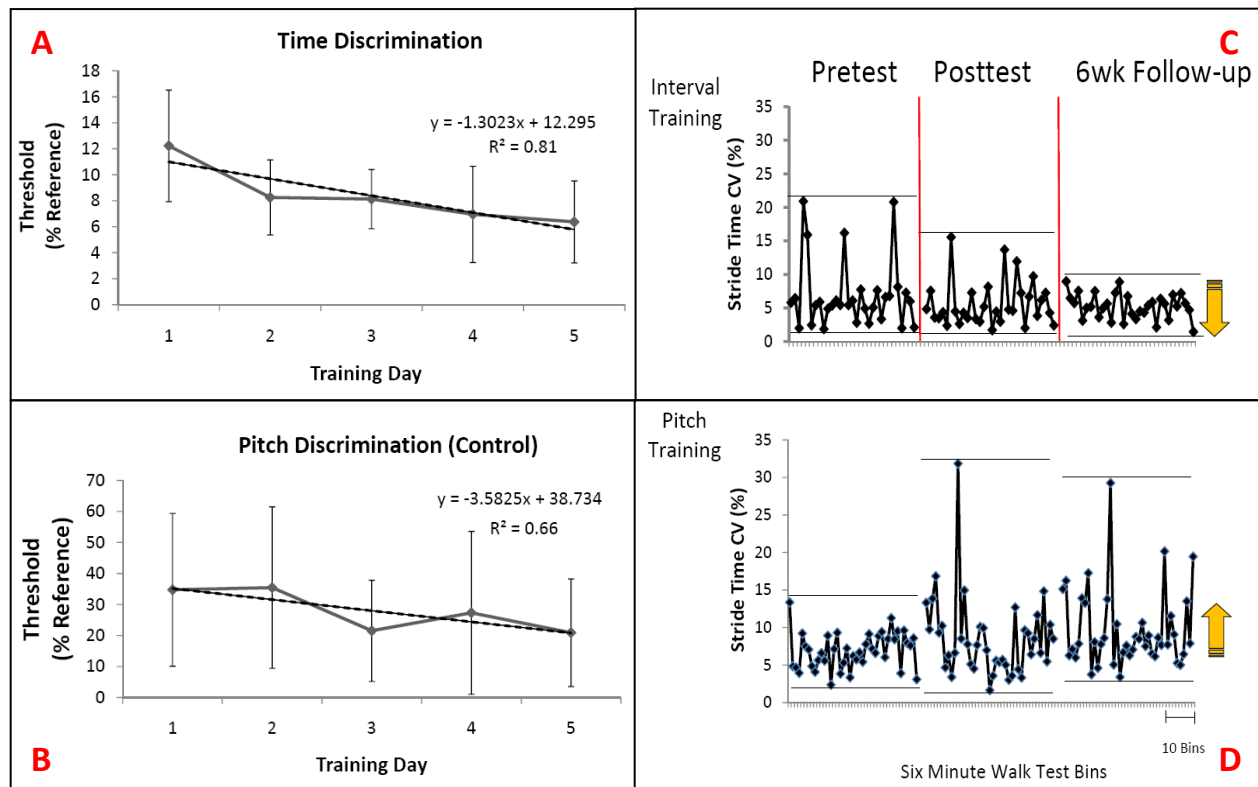 A
Time Discrimination
Threshold
(% Reference)
18
16
14
12
10
8
6
4
2
0
y = -1.3023x + 12.295
R² = 0.81
1 2 3 4 5
Training Day
B
Pitch Discrimination (Control)
Threshold
(% Reference)
70
60
50
40
30
20
10
0
y = -3.5825x + 38.734
R² = 0.66
1 2 3 4 5
Training Day
C
Interval
Training
Pretest Posttest 6wk Follow-up
Stride Time CV (%)
35
30
25
20
15
10
5
0
D
Pitch
Training
Stride Time CV (%)
35
30
25
20
15
10
5
0
10 Bins
Six Minute Walk Test Bins